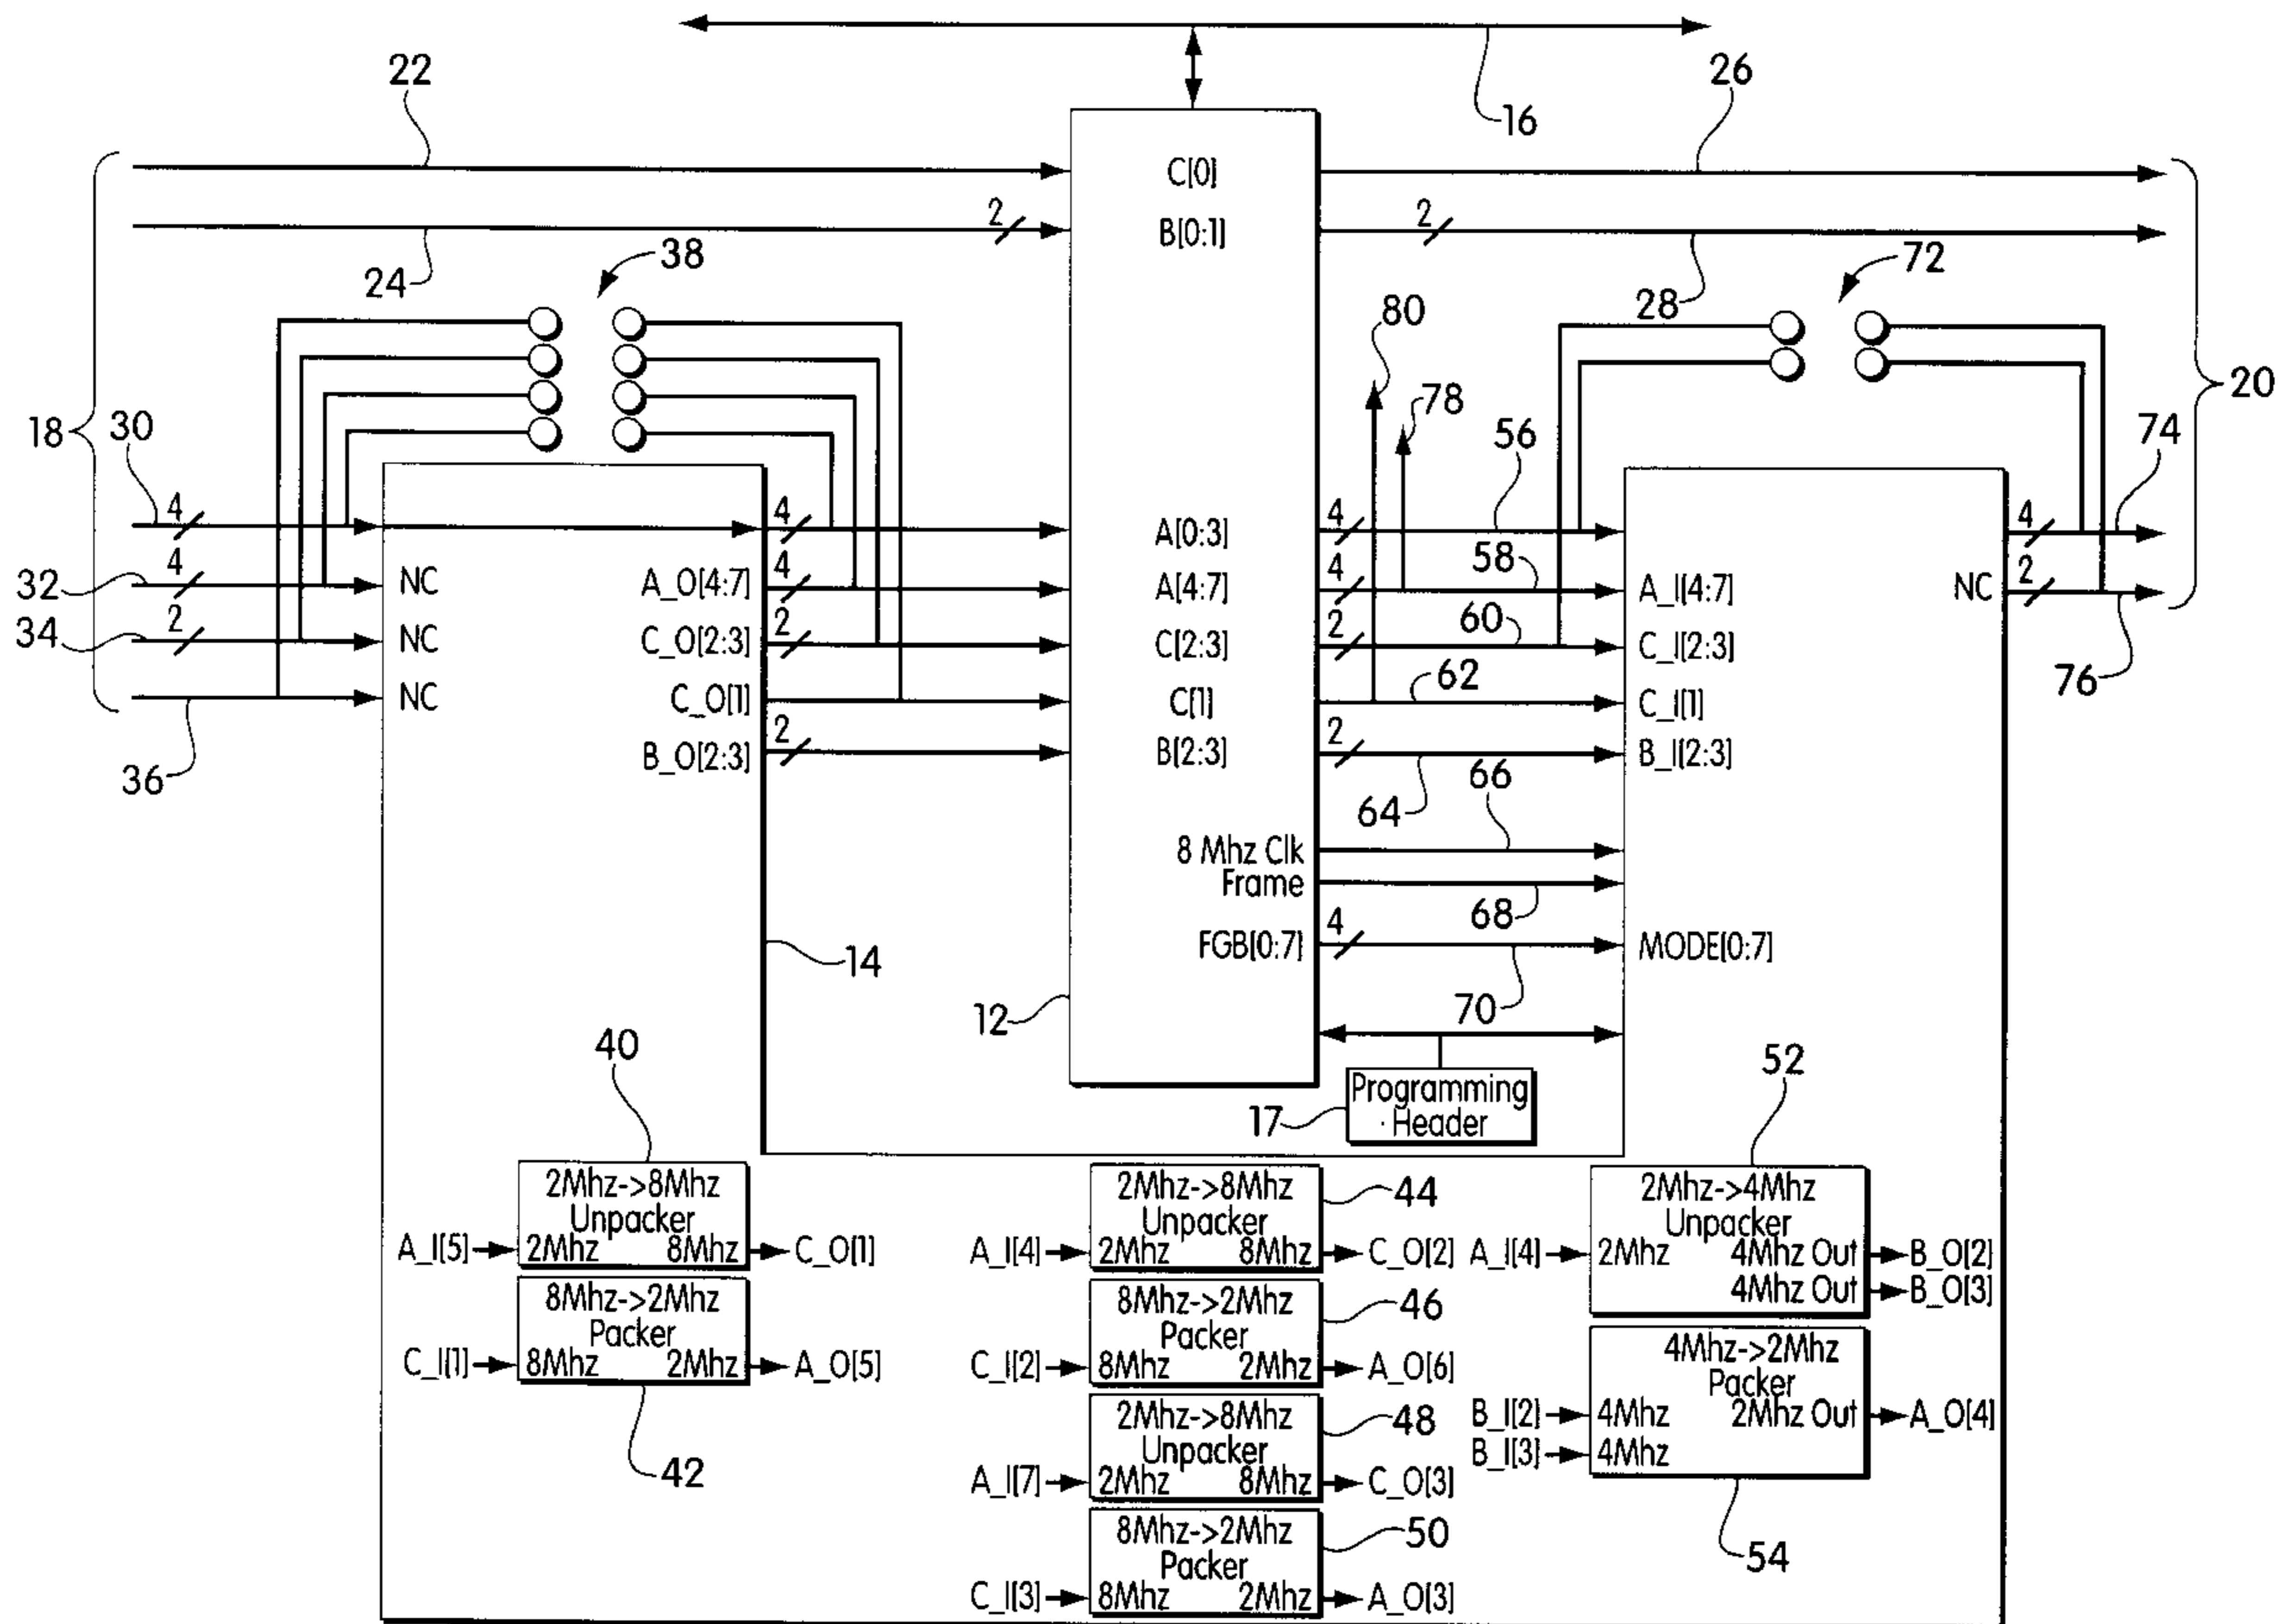 22
26
16
C[0]
2
B[0:1]
2
24
38
28
72
80
78
18
30
56
20
74
4
4
A[0:3]
4
4
32
4
NC
A_O[4:7]
4
A[4:7]
4
58
A_I[4:7]
NC
2
34
2
NC
C_O[2:3]
2
C[2:3]
2
60
C_I[2:3]
36
NC
C_O[1]
C[1]
62
C_I[1]
76
B_O[2:3]
2
B[2:3]
2
64
B_I[2:3]
66
8 Mhz Clk
Frame
68
14
FGB[0:7]
4
MODE[0:7]
12
70
Programming
Header
17
40
2Mhz->8Mhz
Unpacker
A_I[5]
2Mhz
8Mhz
C_O[1]
8Mhz->2Mhz
Packer
C_I[1]
8Mhz
2Mhz
A_O[5]
42
2Mhz->8Mhz
Unpacker
44
A_I[4]
2Mhz
8Mhz
C_O[2]
8Mhz->2Mhz
Packer
46
C_I[2]
8Mhz
2Mhz
A_O[6]
2Mhz->8Mhz
Unpacker
48
A_I[7]
2Mhz
8Mhz
C_O[3]
8Mhz->2Mhz
Packer
50
C_I[3]
8Mhz
2Mhz
A_O[3]
52
2Mhz->4Mhz
Unpacker
A_I[4]
2Mhz
4Mhz Out
B_O[2]
4Mhz Out
B_O[3]
4Mhz->2Mhz
Packer
B_I[2]
4Mhz
2Mhz Out
A_O[4]
B_I[3]
4Mhz
54